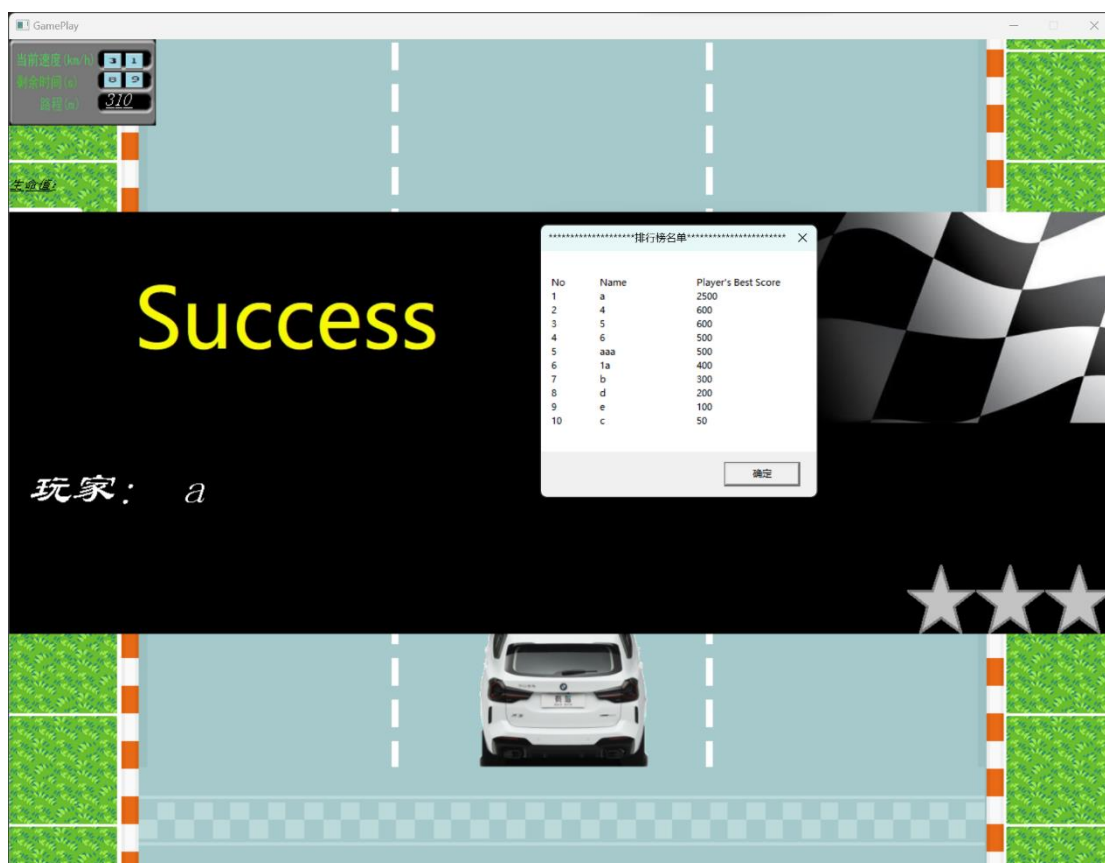 GamePlay
当前速度(km/h) 3 1
剩余时间(s) 8 9
路程(m) 310
生命值:
********************排行榜名单***********************
No Name Player's Best Score
1 a 2500
2 4 600
3 5 600
4 6 500
5 aaa 500
6 1a 400
7 b 300
8 d 200
9 e 100
10 c 50
确定
Success
玩家: a